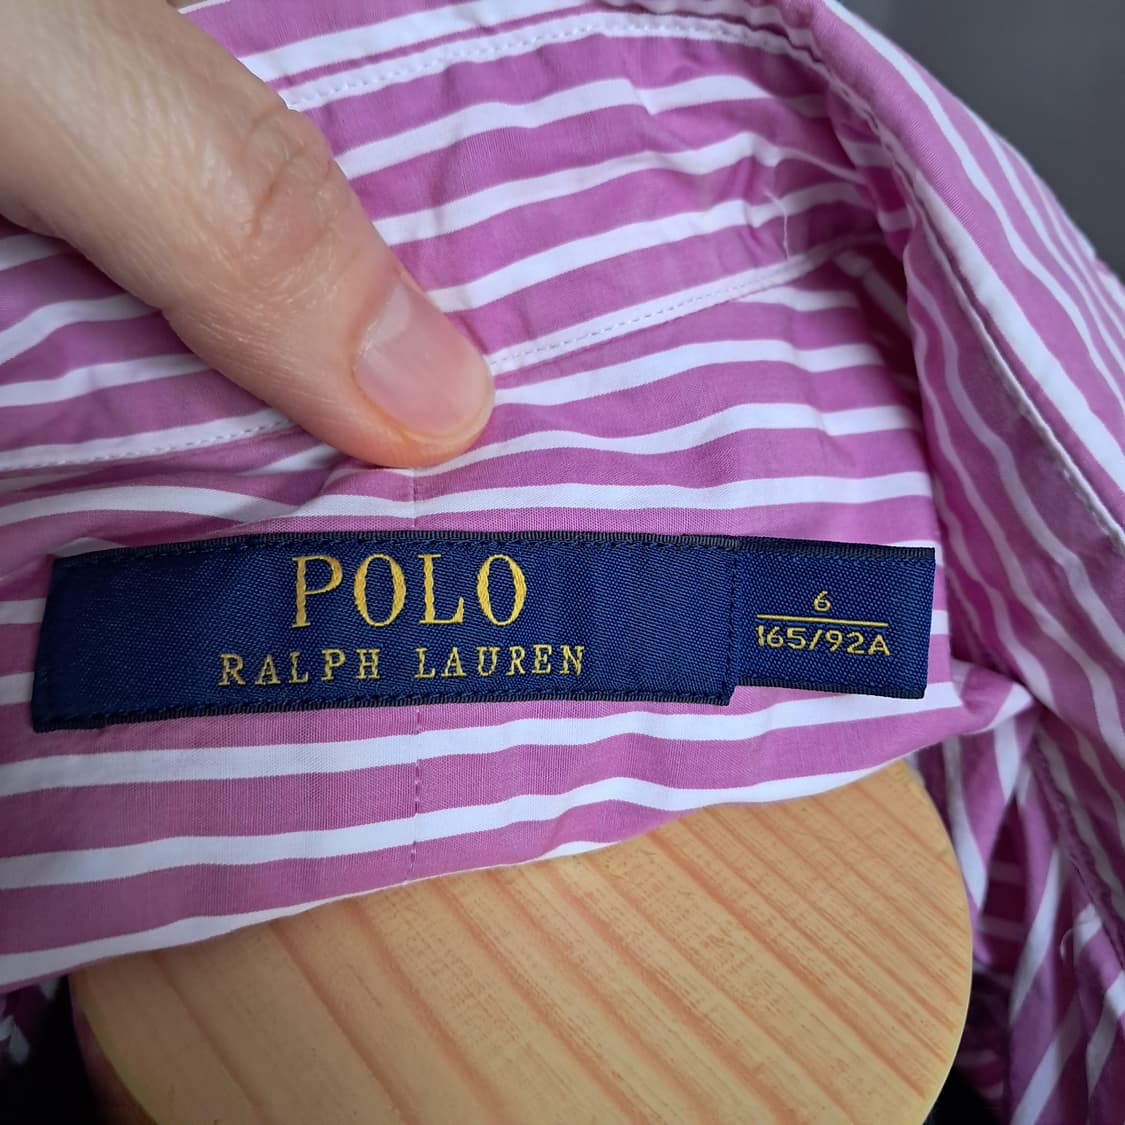 POLO
RALPH LAUREN
6
165/92A